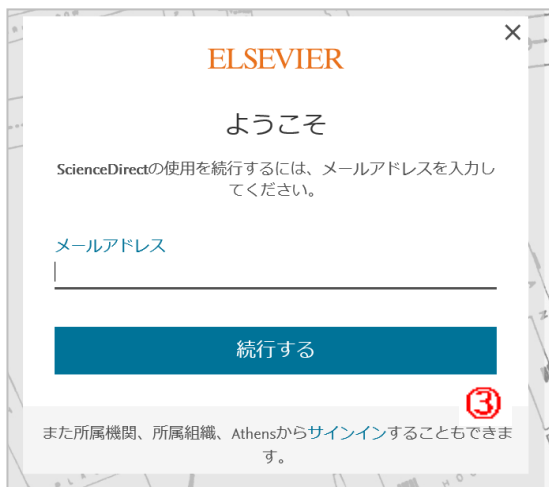 ×
ELSEVIER
ようこそ
ScienceDirectの使用を続行するには、メールアドレスを入力し
てください。
メールアドレス
続行する
③
また所属機関、所属組織、Athensからサインインすることもできま
す。